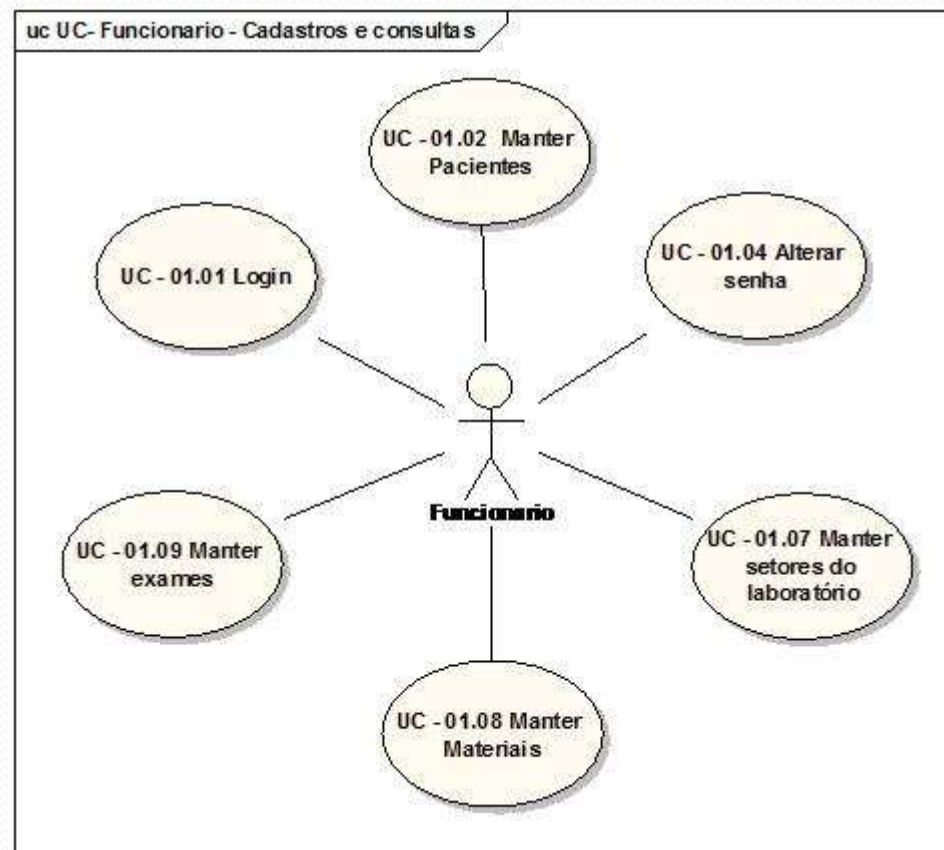 uc UC- Funcionario - Cadastros e consultas
UC - 01.02 Manter
Pacientes
UC - 01.04 Alterar
senha
UC - 01.01 Login
Funcionario
UC - 01.09 Manter
exames
UC - 01.07 Manter
setores do
laboratório
UC - 01.08 Manter
Materiais